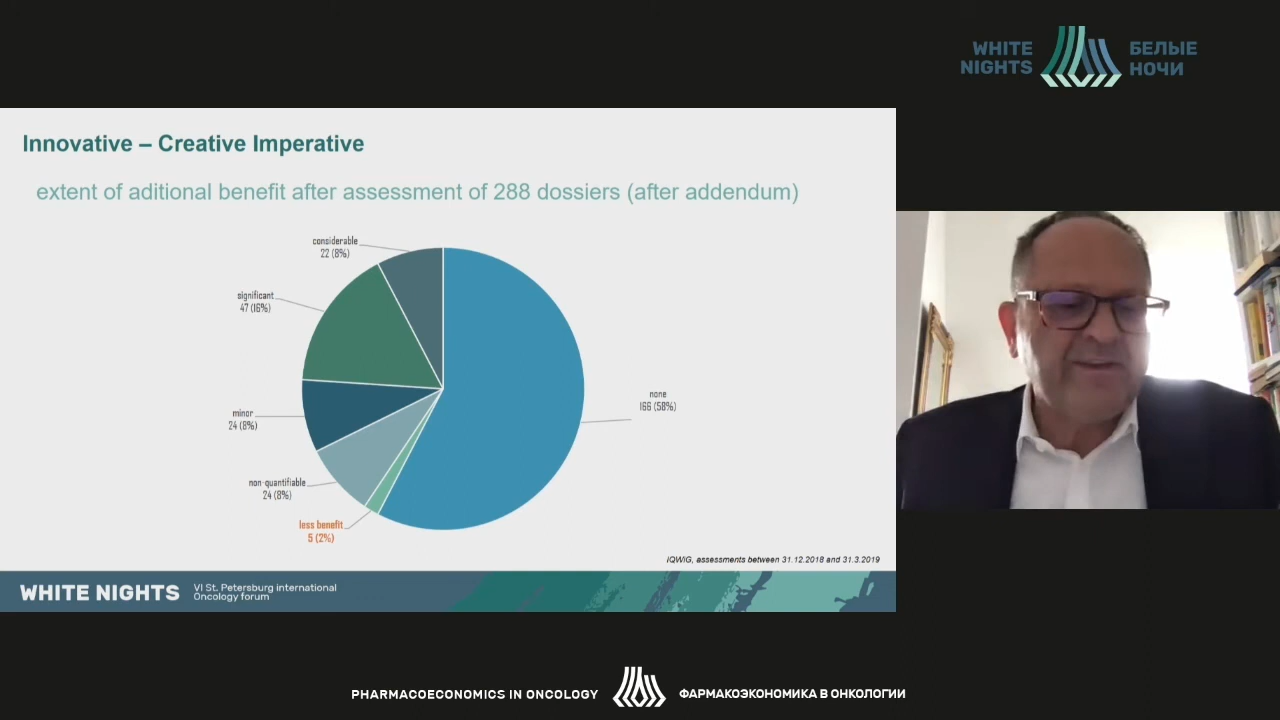 WHITE
NIGHTS
БЕЛЫЕ
НОЧИ
Innovative – Creative Imperative
extent of aditional benefit after assessment of 288 dossiers (after addendum)
considerable
22 (8%)
significant
47 (16%)
none
166 (58%)
minor
24 (8%)
non-quantifiable
24 (8%)
less benefit
5 (2%)
IQWiG, assessments between 31.12.2018 and 31.3.2019
WHITE NIGHTS
VI St. Petersburg international
Oncology forum
PHARMACOECONOMICS IN ONCOLOGY
ФАРМАКОЭКОНОМИКА В ОНКОЛОГИИ